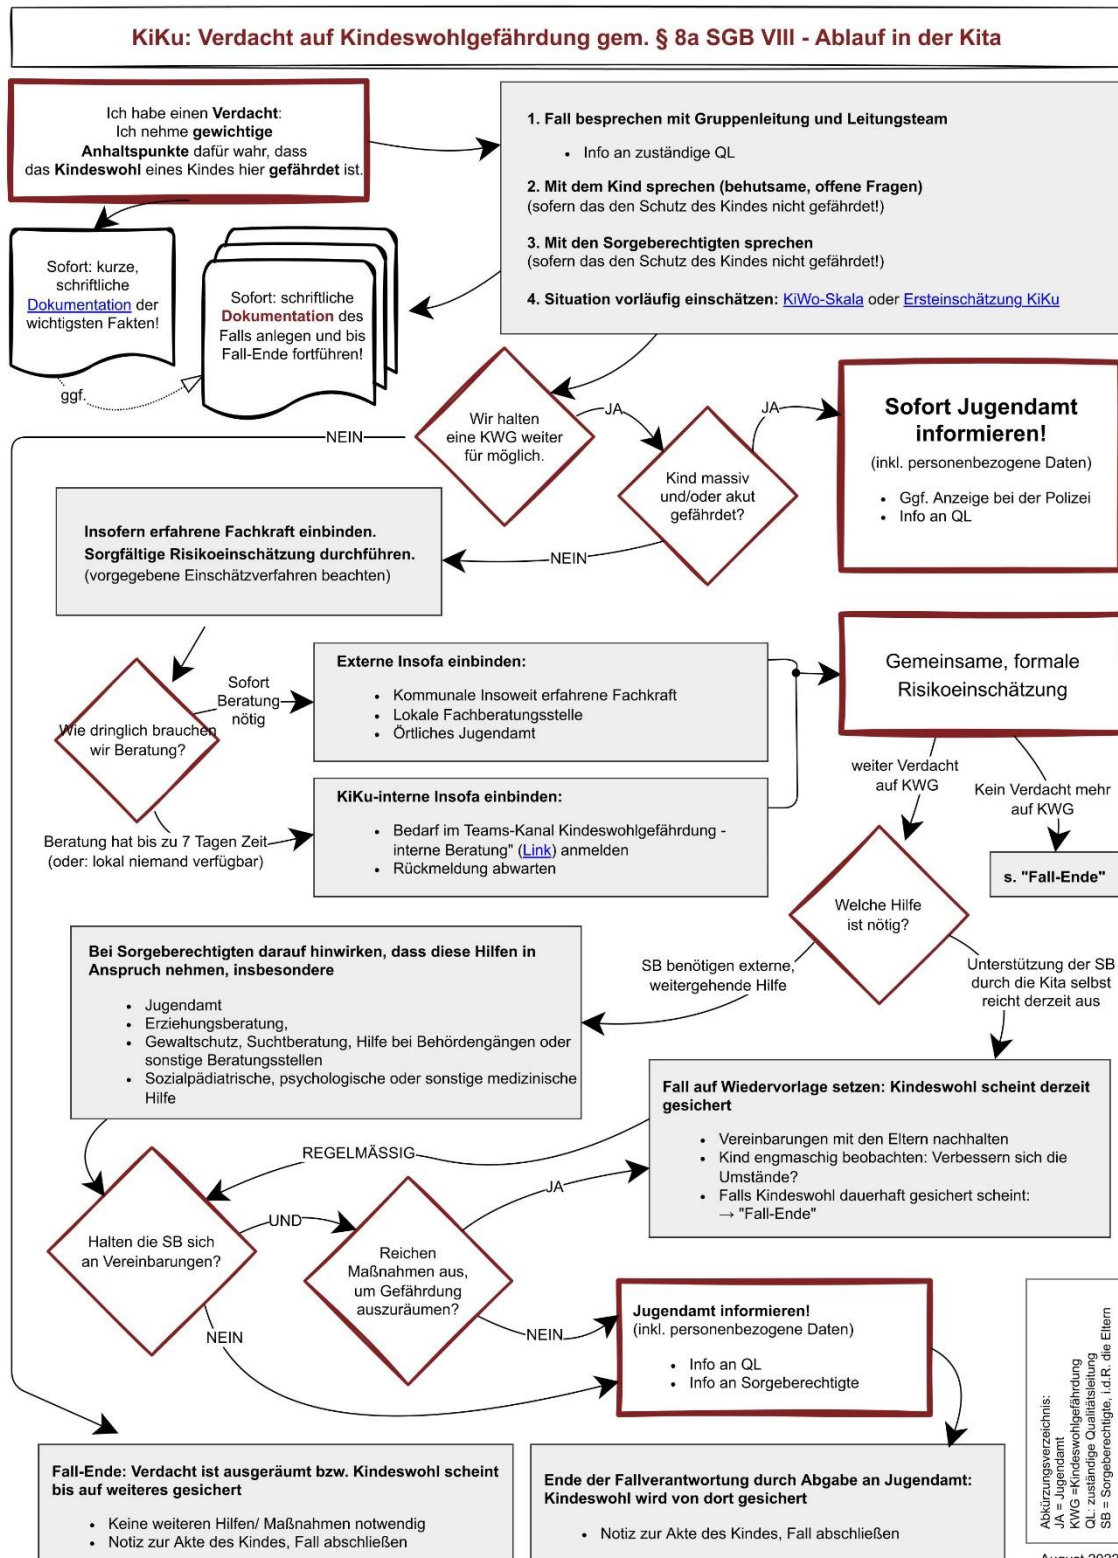 KiKu: Verdacht auf Kindeswohlgefährdung gem. § 8a SGB VIII - Ablauf in der Kita
Ich habe einen Verdacht:
Ich nehme gewichtige
Anhaltspunkte dafür wahr, dass
das Kindeswohl eines Kindes hier gefährdet ist.
1. Fall besprechen mit Gruppenleitung und Leitungsteam
• Info an zuständige QL
2. Mit dem Kind sprechen (behutsame, offene Fragen)
(sofern das den Schutz des Kindes nicht gefährdet!)
3. Mit den Sorgeberechtigten sprechen
(sofern das den Schutz des Kindes nicht gefährdet!)
4. Situation vorläufig einschätzen: KiWo-Skala oder Ersteinschätzung KiKu
Sofort: kurze,
schriftliche
Dokumentation der
wichtigsten Fakten!
ggf.
Sofort: schriftliche
Dokumentation des
Falls anlegen und bis
Fall-Ende fortführen!
Wir halten
eine KWG weiter
für möglich.
NEIN
JA
Kind massiv
und/oder akut
gefährdet?
JA
NEIN
Sofort Jugendamt
informieren!
(inkl. personenbezogene Daten)
• Ggf. Anzeige bei der Polizei
• Info an QL
Insofern erfahrene Fachkraft einbinden.
Sorgfältige Risikoeinschätzung durchführen.
(vorgegebene Einschätzverfahren beachten)
Wie dringlich brauchen
wir Beratung?
Sofort
Beratung
nötig
Beratung hat bis zu 7 Tagen Zeit
(oder: lokal niemand verfügbar)
Externe Insofa einbinden:
• Kommunale Insoweit erfahrene Fachkraft
• Lokale Fachberatungsstelle
• Örtliches Jugendamt
KiKu-interne Insofa einbinden:
• Bedarf im Teams-Kanal Kindeswohlgefährdung -
interne Beratung" (Link) anmelden
• Rückmeldung abwarten
Gemeinsame, formale
Risikoeinschätzung
weiter Verdacht
auf KWG
Kein Verdacht mehr
auf KWG
s. "Fall-Ende"
Welche Hilfe
ist nötig?
SB benötigen externe,
weitergehende Hilfe
Unterstützung der SB
durch die Kita selbst
reicht derzeit aus
Bei Sorgeberechtigten darauf hinwirken, dass diese Hilfen in
Anspruch nehmen, insbesondere
• Jugendamt
• Erziehungsberatung,
• Gewaltschutz, Suchtberatung, Hilfe bei Behördengängen oder
sonstige Beratungsstellen
• Sozialpädiatrische, psychologische oder sonstige medizinische
Hilfe
Fall auf Wiedervorlage setzen: Kindeswohl scheint derzeit
gesichert
• Vereinbarungen mit den Eltern nachhalten
• Kind engmaschig beobachten: Verbessern sich die
Umstände?
• Falls Kindeswohl dauerhaft gesichert scheint:
→ "Fall-Ende"
REGELMÄSSIG
Halten die SB sich
an Vereinbarungen?
UND
Reichen
Maßnahmen aus,
um Gefährdung
auszuräumen?
JA
NEIN
NEIN
Jugendamt informieren!
(inkl. personenbezogene Daten)
• Info an QL
• Info an Sorgeberechtigte
Abkürzungsverzeichnis:
JA = Jugendamt
KWG =Kindeswohlgefährdung
QL: zuständige Qualitätsleitung
SB = Sorgeberechtigte, i.d.R. die Eltern
Fall-Ende: Verdacht ist ausgeräumt bzw. Kindeswohl scheint
bis auf weiteres gesichert
• Keine weiteren Hilfen/ Maßnahmen notwendig
• Notiz zur Akte des Kindes, Fall abschließen
Ende der Fallverantwortung durch Abgabe an Jugendamt:
Kindeswohl wird von dort gesichert
• Notiz zur Akte des Kindes, Fall abschließen
August